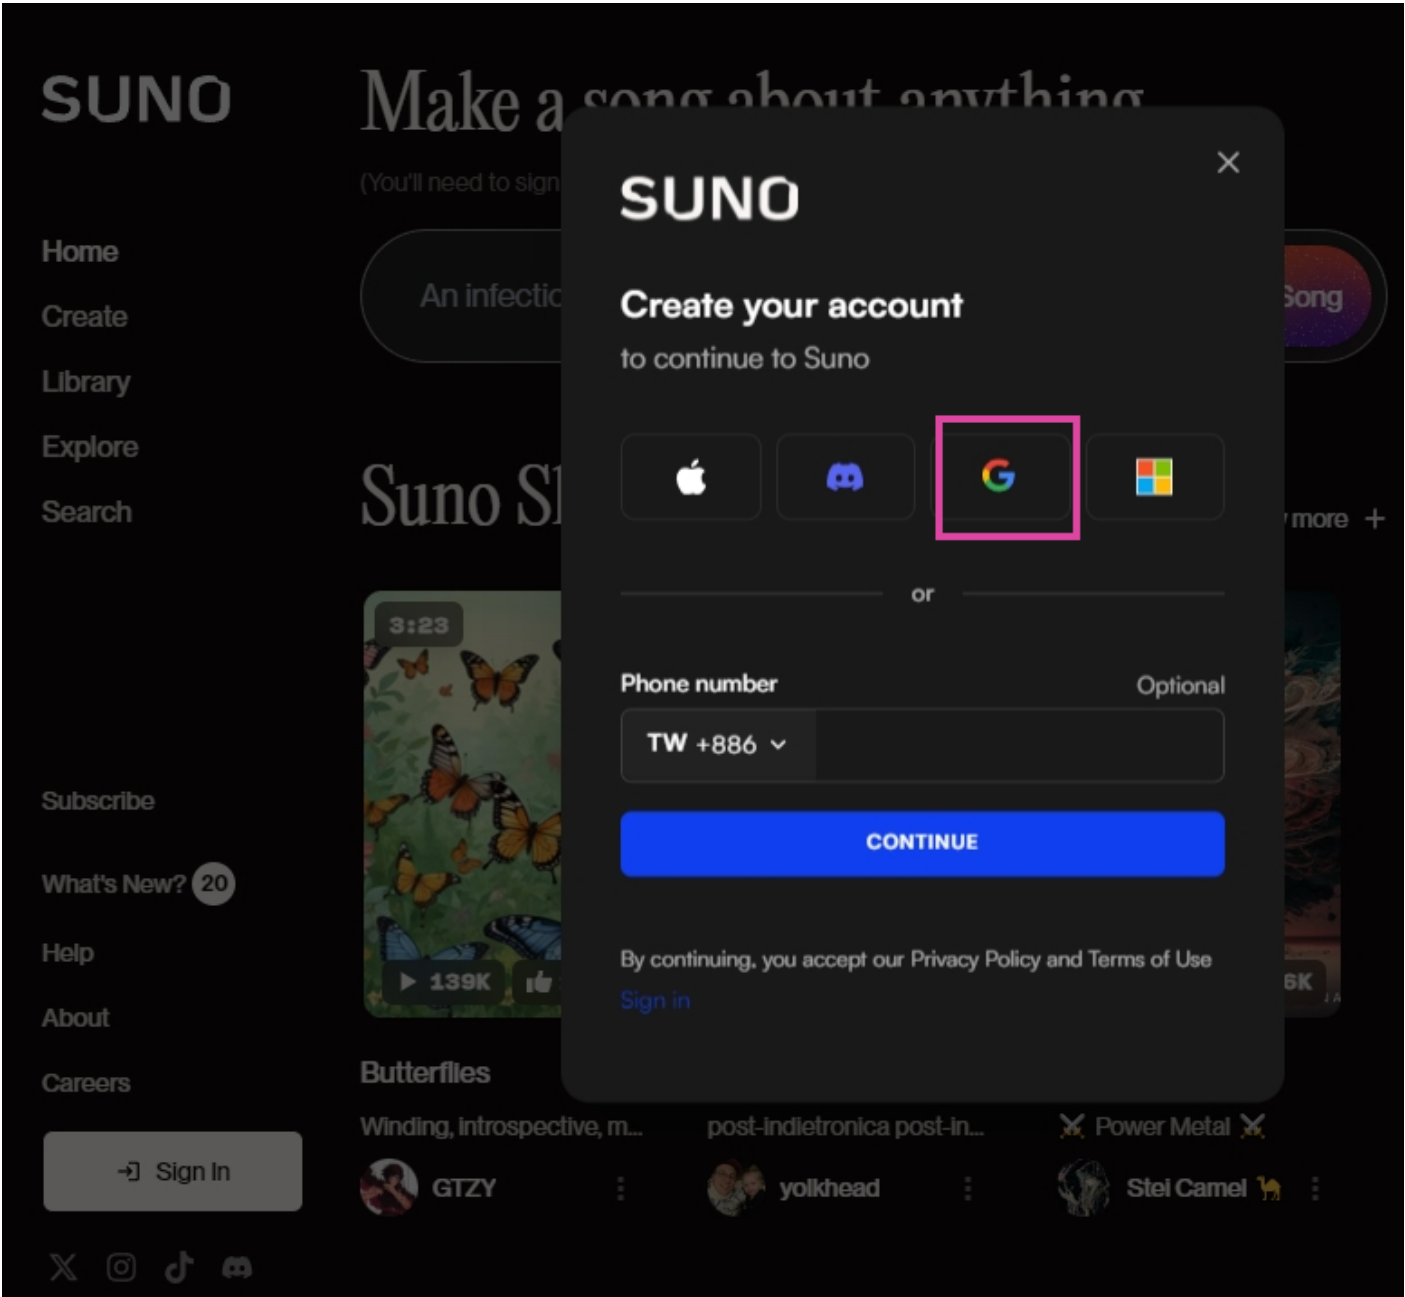 SUNO
Home
Create
Library
Explore
Search
Subscribe
What's New? 20
Help
About
Careers
Sign In
Make a song about anything
(You'll need to sign
An infectio
Song
Suno
more +
3:23
139K
6K
Butterflies
Winding, introspective, m...
GTZY
post-indietronica post-in...
yolkhead
Power Metal
Stei Camel
SUNO
Create your account
to continue to Suno
or
Phone number
Optional
TW +886
CONTINUE
By continuing, you accept our Privacy Policy and Terms of Use
Sign in